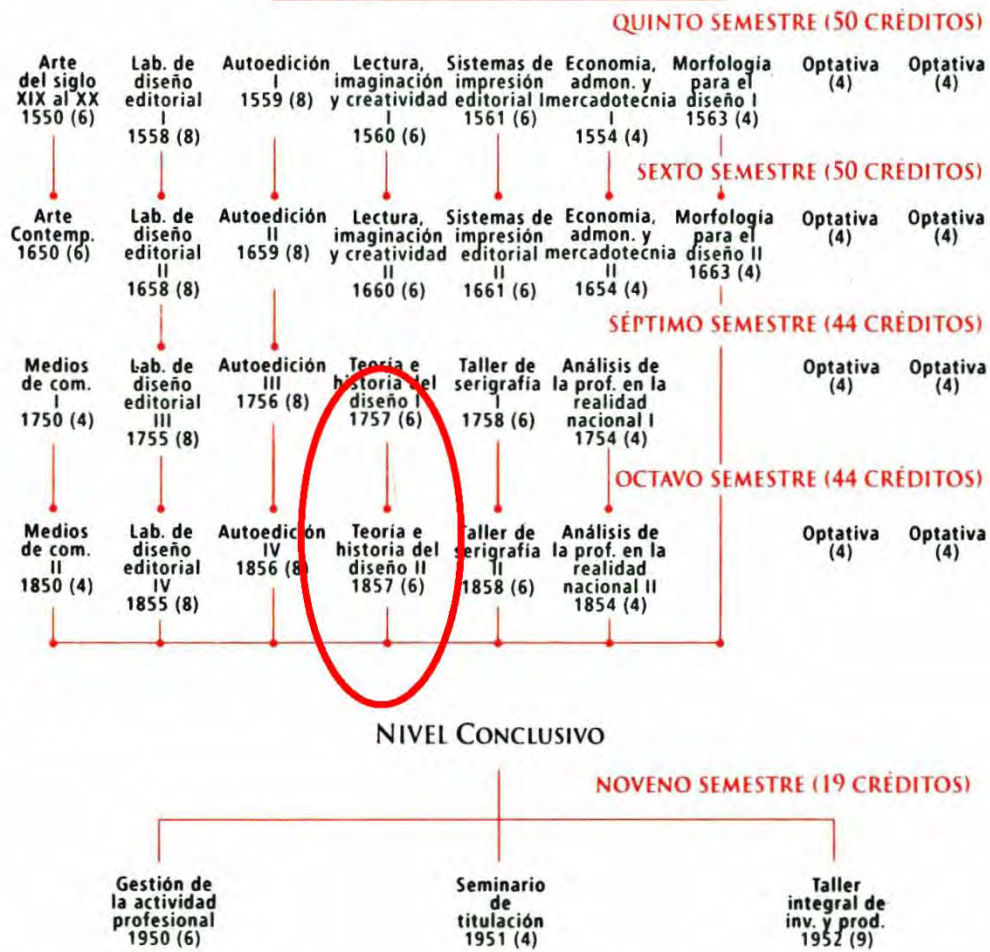 QUINTO SEMESTRE (50 CRÉDITOS)
Arte
del siglo
XIX al XX
1550 (6)
Lab. de
diseño
editorial
I
1558 (8)
Autoedición
I
1559 (8)
Lectura,
imaginación
y creatividad
I
1560 (6)
Sistemas de
impresión
editorial I
1561 (6)
Economía,
admon. y
mercadotecnia
I
1554 (4)
Morfología
para el
diseño I
1563 (4)
Optativa
(4)
Optativa
(4)
SEXTO SEMESTRE (50 CRÉDITOS)
Arte
Contemp.
1650 (6)
Lab. de
diseño
editorial
II
1658 (8)
Autoedición
II
1659 (8)
Lectura,
imaginación
y creatividad
II
1660 (6)
Sistemas de
impresión
editorial
II
1661 (6)
Economía,
admon. y
mercadotecnia
II
1654 (4)
Morfología
para el
diseño II
1663 (4)
Optativa
(4)
Optativa
(4)
SÉPTIMO SEMESTRE (44 CRÉDITOS)
Medios
de com.
I
1750 (4)
Lab. de
diseño
editorial
III
1755 (8)
Autoedición
III
1756 (8)
Teoría e
historia del
diseño I
1757 (6)
Taller de
serigrafía
I
1758 (6)
Análisis de
la prof. en la
realidad
nacional I
1754 (4)
Optativa
(4)
Optativa
(4)
OCTAVO SEMESTRE (44 CRÉDITOS)
Medios
de com.
II
1850 (4)
Lab. de
diseño
editorial
IV
1855 (8)
Autoedición
IV
1856 (8)
Teoría e
historia del
diseño II
1857 (6)
Taller de
serigrafía
II
1858 (6)
Análisis de
la prof. en la
realidad
nacional II
1854 (4)
Optativa
(4)
Optativa
(4)
NIVEL CONCLUSIVO
NOVENO SEMESTRE (19 CRÉDITOS)
Gestión de
la actividad
profesional
1950 (6)
Seminario
de
titulación
1951 (4)
Taller
integral de
inv. y prod.
1952 (9)